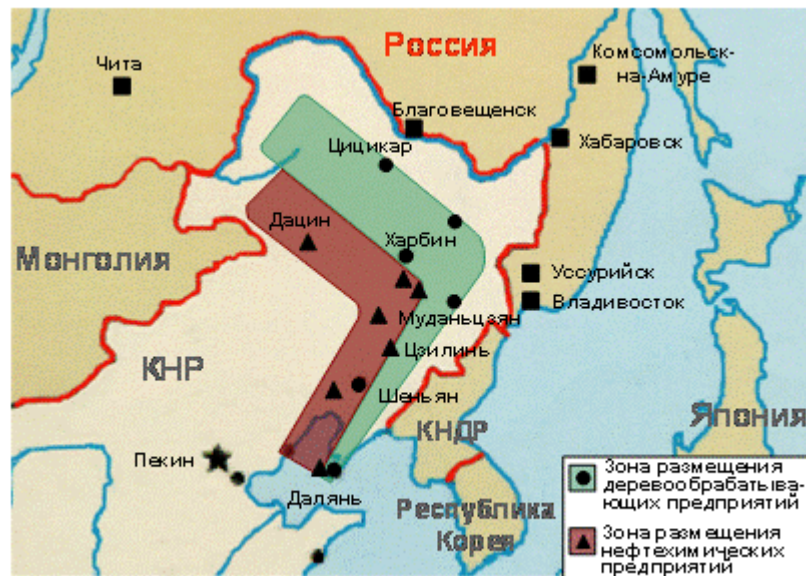 Россия
Чита
Комсомольск-
на-Амуре
Благовещенск
Хабаровск
Цицикар
Дацин
Харбин
Монголия
Уссурийск
Владивосток
Муданьцзян
Цзилинь
КНР
Шеньян
КНДР
Япония
Пекин
Далянь
Республика
Корея
Зона размещения
деревообрабатыва-
ющих предприятий
Зона размещения
нефтехимических
предприятий